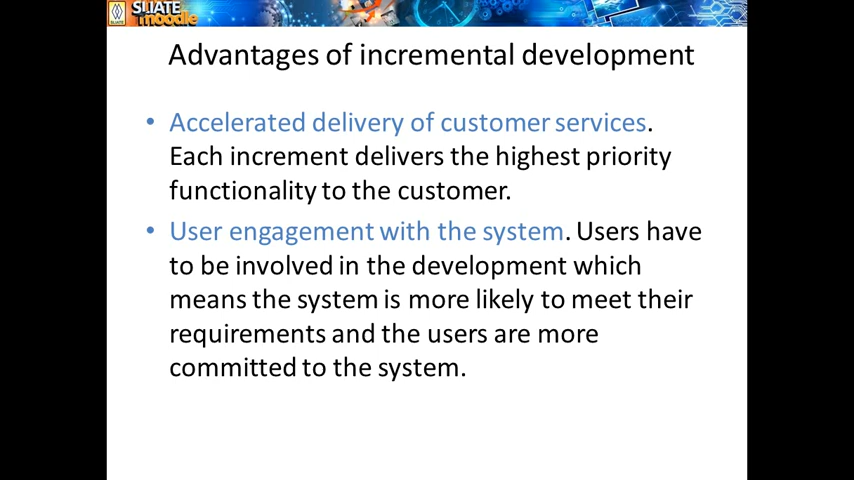 SLIATE
moodle
SLIATE
Advantages of incremental development
• Accelerated delivery of customer services.
Each increment delivers the highest priority
functionality to the customer.
• User engagement with the system. Users have
to be involved in the development which
means the system is more likely to meet their
requirements and the users are more
committed to the system.